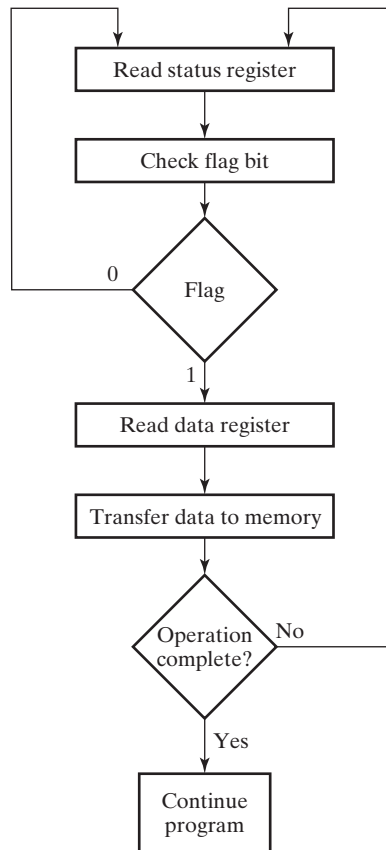 Read status register
Check flag bit
0
Flag
1
Read data register
Transfer data to memory
Operation
complete?
No
Yes
Continue
program